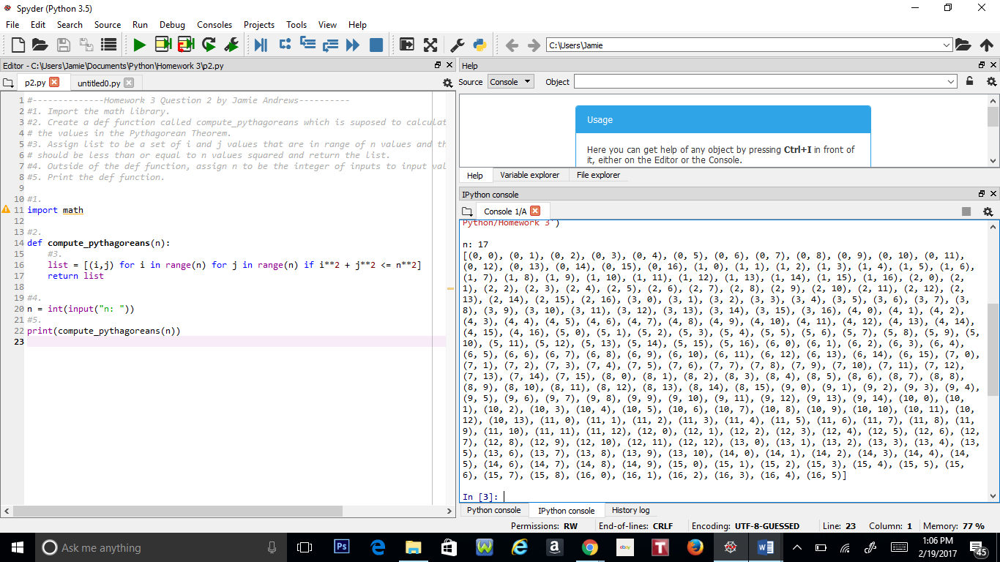 Spyder (Python 3.5)
File Edit Search Source Run Debug Consoles Projects Tools View Help
C:\Users\Jamie
Editor - C:\Users\Jamie\Documents\Python\Homework 3\p2.py
p2.py untitled0.py
1 #--------------Homework 3 Question 2 by Jamie Andrews----------
2 #1. Import the math library.
3 #2. Create a def function called compute_pythagoreans which is suposed to calculat
4 # the values in the Pythagorean Theorem.
5 #3. Assign list to be a set of i and j values that are in range of n values and th
6 # should be less than or equal to n values squared and return the list.
7 #4. Outside of the def function, assign n to be the integer of inputs to input val
8 #5. Print the def function.
9
10 #1.
11 import math
12
13 #2.
14 def compute_pythagoreans(n):
15 #3.
16 list = [(i,j) for i in range(n) for j in range(n) if i**2 + j**2 <= n**2]
17 return list
18
19 #4.
20 n = int(input("n: "))
21 #5.
22 print(compute_pythagoreans(n))
23
Help
Source Console Object
Usage
Here you can get help of any object by pressing Ctrl+I in front of
it, either on the Editor or the Console.
Help Variable explorer File explorer
IPython console
Console 1/A
Python/Homework 3')
n: 17
[(0, 0), (0, 1), (0, 2), (0, 3), (0, 4), (0, 5), (0, 6), (0, 7), (0, 8), (0, 9), (0, 10), (0, 11),
(0, 12), (0, 13), (0, 14), (0, 15), (0, 16), (1, 0), (1, 1), (1, 2), (1, 3), (1, 4), (1, 5), (1, 6),
(1, 7), (1, 8), (1, 9), (1, 10), (1, 11), (1, 12), (1, 13), (1, 14), (1, 15), (1, 16), (2, 0), (2,
1), (2, 2), (2, 3), (2, 4), (2, 5), (2, 6), (2, 7), (2, 8), (2, 9), (2, 10), (2, 11), (2, 12), (2,
13), (2, 14), (2, 15), (2, 16), (3, 0), (3, 1), (3, 2), (3, 3), (3, 4), (3, 5), (3, 6), (3, 7), (3,
8), (3, 9), (3, 10), (3, 11), (3, 12), (3, 13), (3, 14), (3, 15), (3, 16), (4, 0), (4, 1), (4, 2),
(4, 3), (4, 4), (4, 5), (4, 6), (4, 7), (4, 8), (4, 9), (4, 10), (4, 11), (4, 12), (4, 13), (4, 14),
(4, 15), (4, 16), (5, 0), (5, 1), (5, 2), (5, 3), (5, 4), (5, 5), (5, 6), (5, 7), (5, 8), (5, 9), (5,
10), (5, 11), (5, 12), (5, 13), (5, 14), (5, 15), (5, 16), (6, 0), (6, 1), (6, 2), (6, 3), (6, 4),
(6, 5), (6, 6), (6, 7), (6, 8), (6, 9), (6, 10), (6, 11), (6, 12), (6, 13), (6, 14), (6, 15), (7, 0),
(7, 1), (7, 2), (7, 3), (7, 4), (7, 5), (7, 6), (7, 7), (7, 8), (7, 9), (7, 10), (7, 11), (7, 12),
(7, 13), (7, 14), (7, 15), (8, 0), (8, 1), (8, 2), (8, 3), (8, 4), (8, 5), (8, 6), (8, 7), (8, 8),
(8, 9), (8, 10), (8, 11), (8, 12), (8, 13), (8, 14), (8, 15), (9, 0), (9, 1), (9, 2), (9, 3), (9, 4),
(9, 5), (9, 6), (9, 7), (9, 8), (9, 9), (9, 10), (9, 11), (9, 12), (9, 13), (9, 14), (10, 0), (10,
1), (10, 2), (10, 3), (10, 4), (10, 5), (10, 6), (10, 7), (10, 8), (10, 9), (10, 10), (10, 11), (10,
12), (10, 13), (11, 0), (11, 1), (11, 2), (11, 3), (11, 4), (11, 5), (11, 6), (11, 7), (11, 8), (11,
9), (11, 10), (11, 11), (11, 12), (12, 0), (12, 1), (12, 2), (12, 3), (12, 4), (12, 5), (12, 6), (12,
7), (12, 8), (12, 9), (12, 10), (12, 11), (12, 12), (13, 0), (13, 1), (13, 2), (13, 3), (13, 4), (13,
5), (13, 6), (13, 7), (13, 8), (13, 9), (13, 10), (14, 0), (14, 1), (14, 2), (14, 3), (14, 4), (14,
5), (14, 6), (14, 7), (14, 8), (14, 9), (15, 0), (15, 1), (15, 2), (15, 3), (15, 4), (15, 5), (15,
6), (15, 7), (15, 8), (16, 0), (16, 1), (16, 2), (16, 3), (16, 4), (16, 5)]
In [3]:
Python console IPython console History log
Permissions: RW End-of-lines: CRLF Encoding: UTF-8-GUESSED Line: 23 Column: 1 Memory: 77 %
Ask me anything
Ps
a
ebay
T
W
1:06 PM
2/19/2017
45